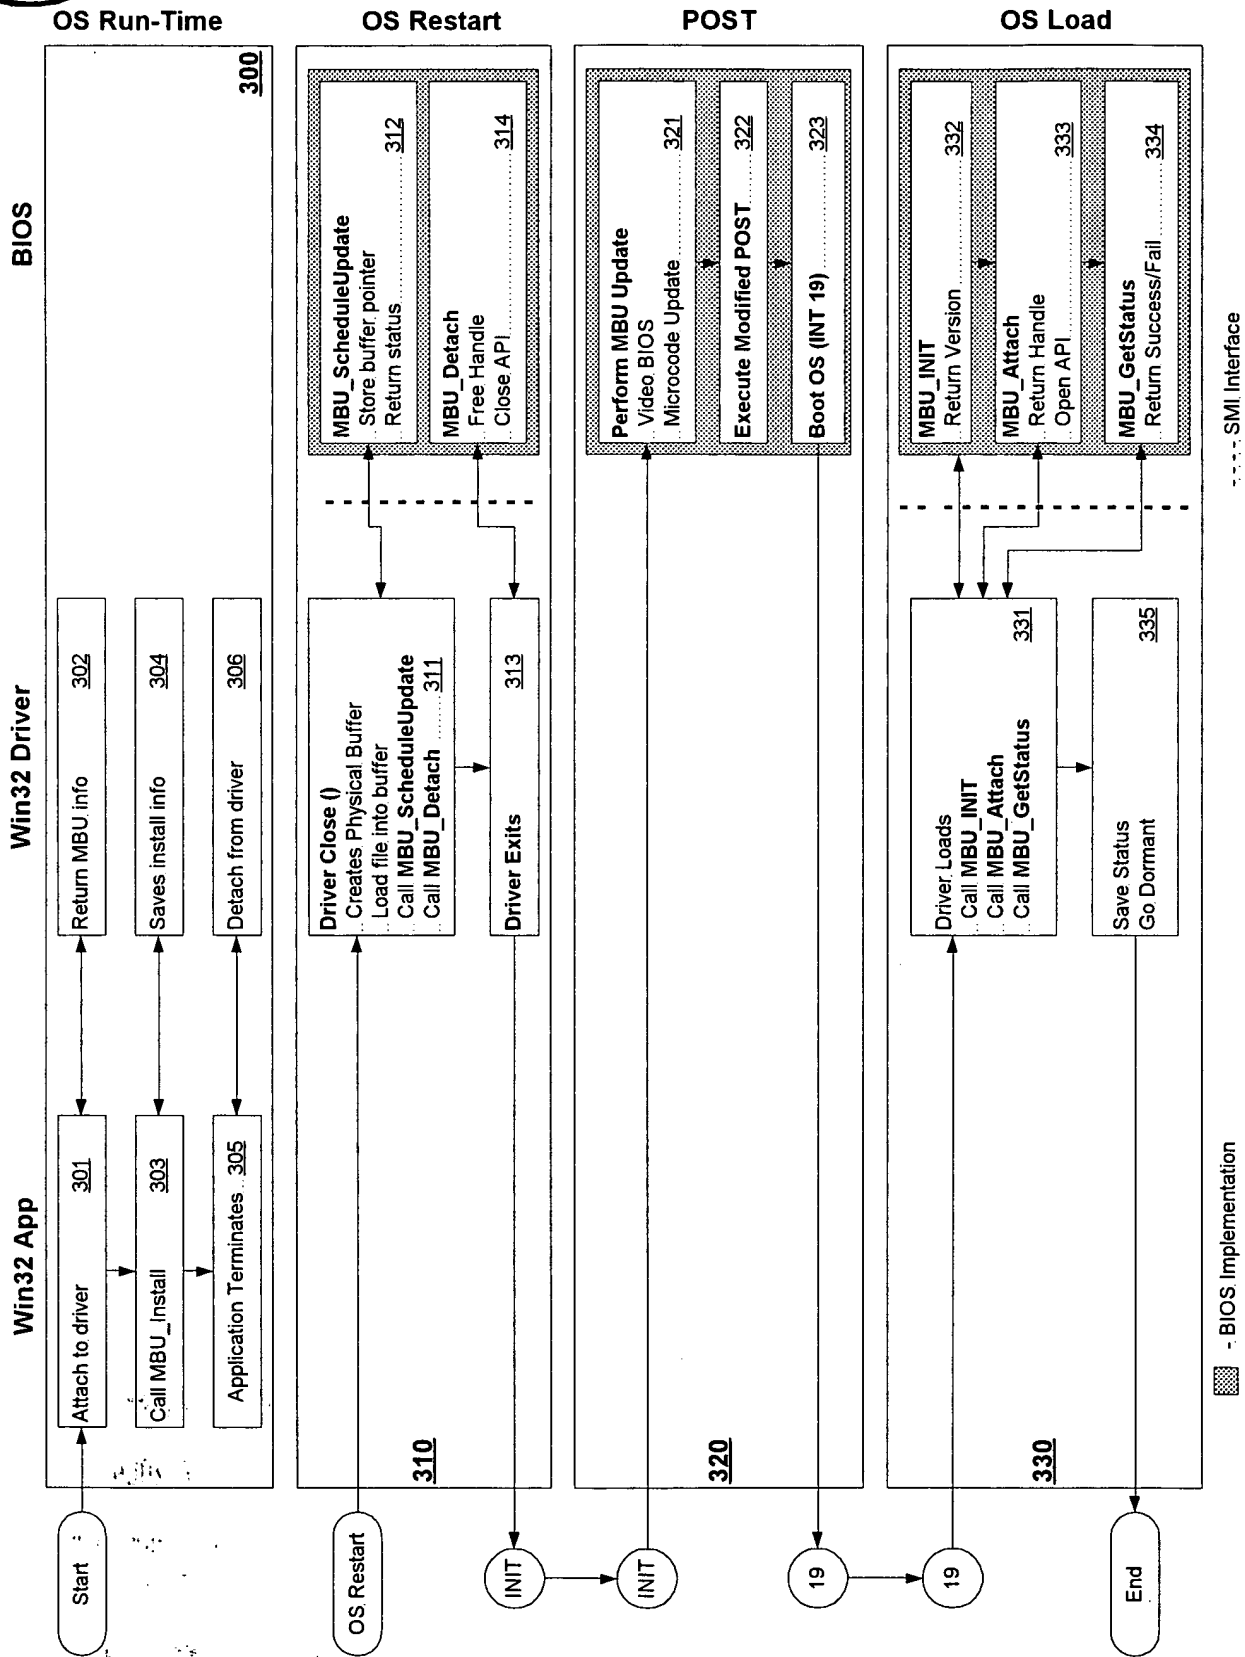 OS Run-Time
OS Restart
POST
OS Load
Win32 App
Win32 Driver
BIOS
300
Start
Attach to driver 301
Return MBU info 302
Call MBU_Install 303
Saves install info 304
Application Terminates 305
Detach from driver 306
310
OS Restart
Driver Close ()
Creates Physical Buffer
Load file into buffer
Call MBU_ScheduleUpdate
Call MBU_Detach 311
MBU_ScheduleUpdate
Store buffer pointer
Return status 312
Driver Exits 313
MBU_Detach
Free Handle
Close API 314
INIT
INIT
320
Perform MBU Update
Video BIOS
Microcode Update 321
Execute Modified POST 322
Boot OS (INT 19) 323
19
19
330
Driver Loads
Call MBU_INIT
Call MBU_Attach
Call MBU_GetStatus
331
MBU_INIT
Return Version 332
MBU_Attach
Return Handle
Open API 333
MBU_GetStatus
Return Success/Fail 334
Save Status
Go Dormant
335
End
- BIOS Implementation
- SMI Interface